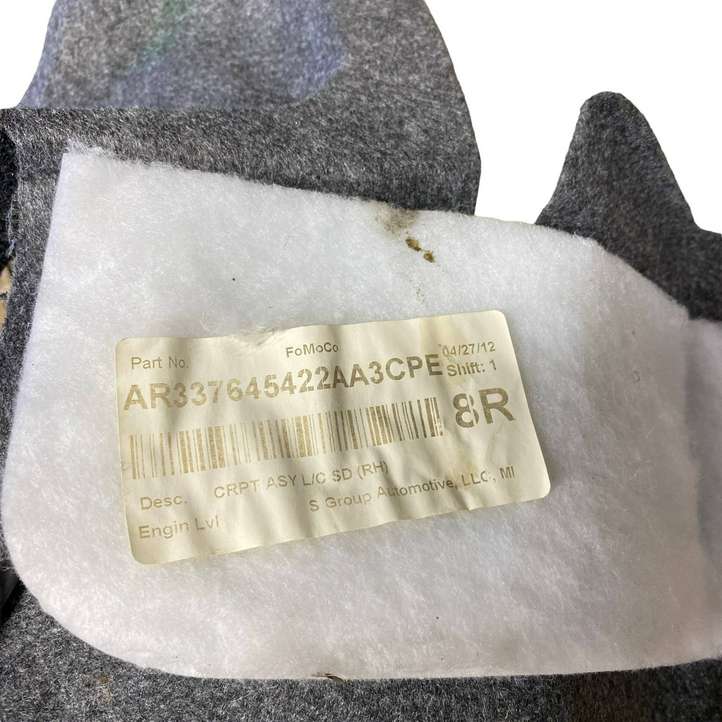 Part No.
FoMoCo
04/27/12
AR337645422AA3CPE
Shift: 1
8R
Desc. CRPT ASY L/C SD (RH)
Engin Lvl S Group Automotive, LLC., MI